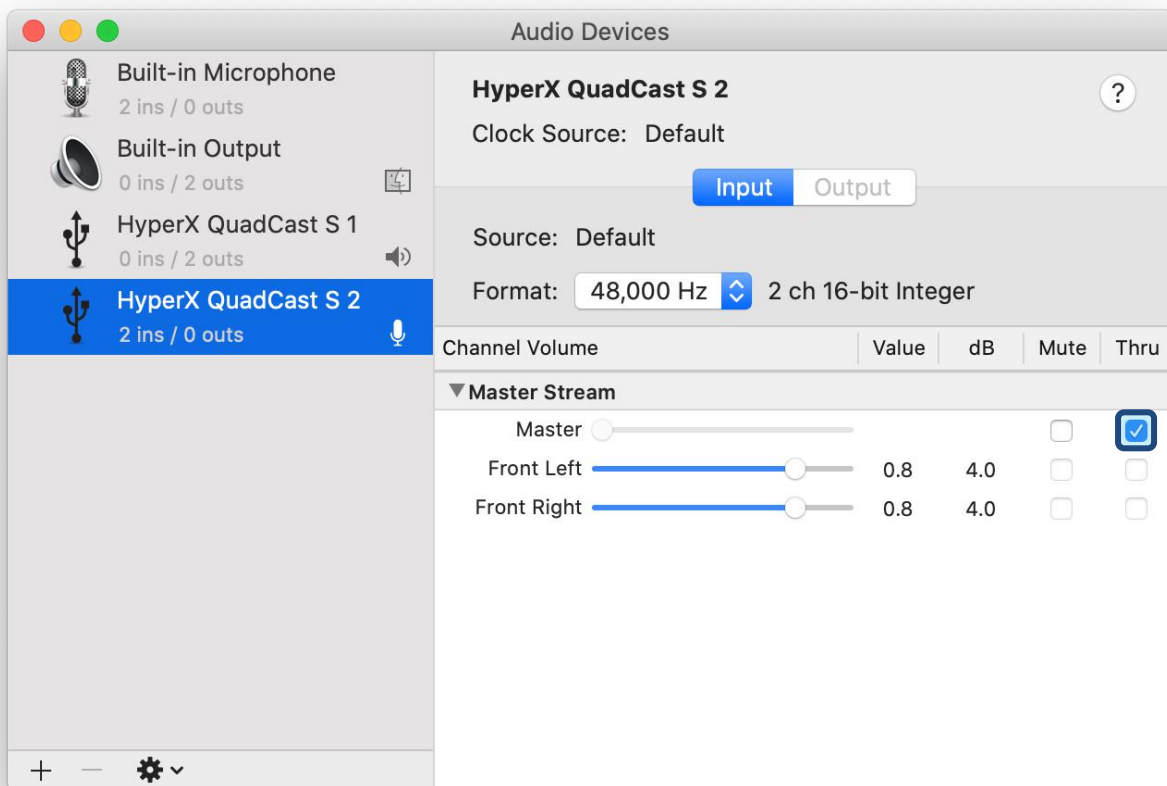 Audio Devices
Built-in Microphone
2 ins / 0 outs
Built-in Output
0 ins / 2 outs
HyperX QuadCast S 1
0 ins / 2 outs
HyperX QuadCast S 2
2 ins / 0 outs
HyperX QuadCast S 2
?
Clock Source: Default
Input Output
Source: Default
Format: 48,000 Hz 2 ch 16-bit Integer
Channel Volume Value dB Mute Thru
Master Stream
Master
Front Left 0.8 4.0
Front Right 0.8 4.0